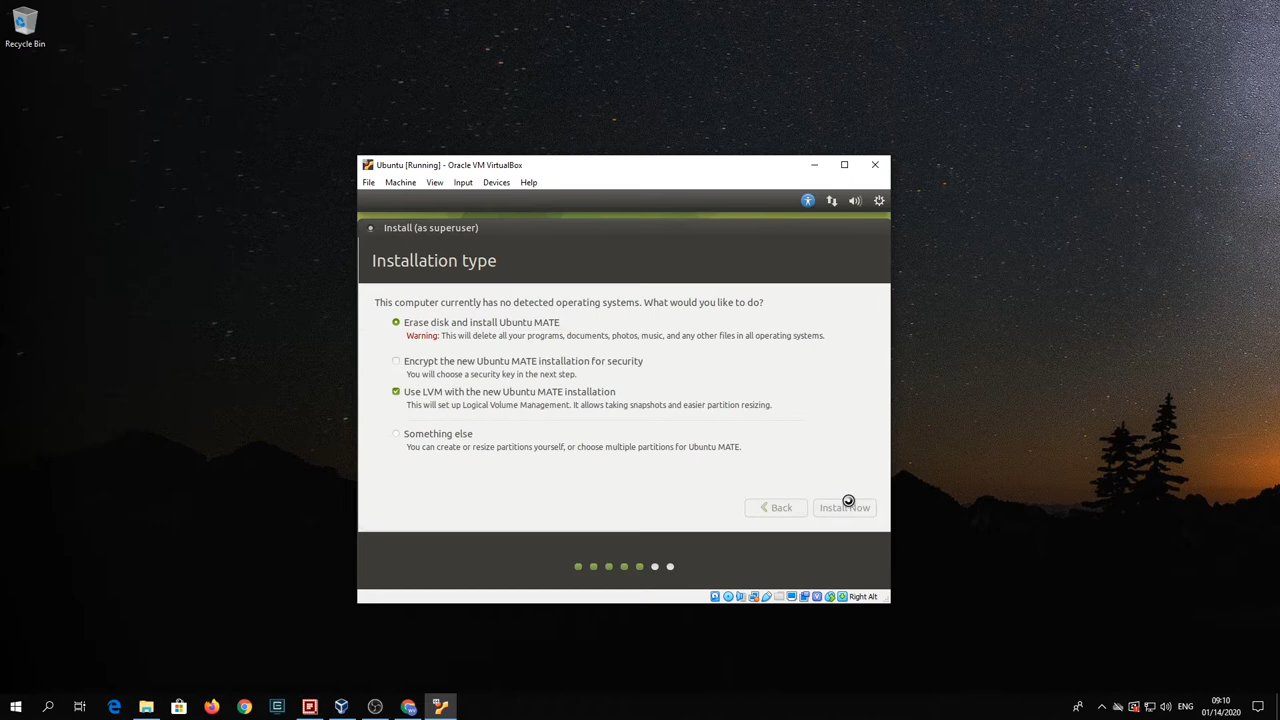 Recycle Bin
Ubuntu [Running] - Oracle VM VirtualBox
File Machine View Input Devices Help
Install (as superuser)
Installation type
This computer currently has no detected operating systems. What would you like to do?
Erase disk and install Ubuntu MATE
Warning: This will delete all your programs, documents, photos, music, and any other files in all operating systems.
Encrypt the new Ubuntu MATE installation for security
You will choose a security key in the next step.
Use LVM with the new Ubuntu MATE installation
This will set up Logical Volume Management. It allows taking snapshots and easier partition resizing.
Something else
You can create or resize partitions yourself, or choose multiple partitions for Ubuntu MATE.
Back Install Now
Right Alt
ENG
09:10
01/14/2020